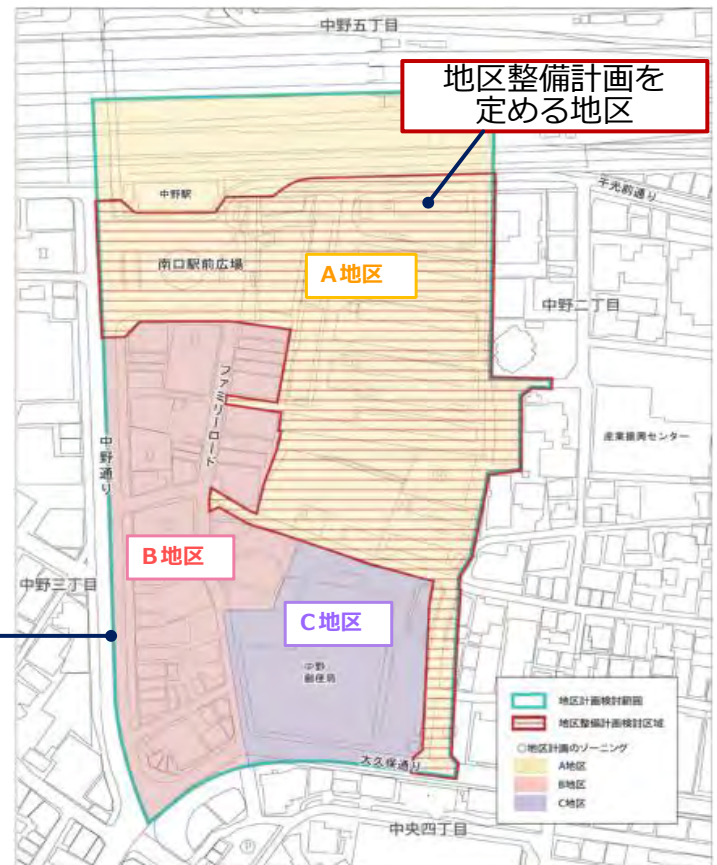 中野五丁目
地区整備計画を
定める地区
中野駅
千光前通り
南口駅前広場
A地区
中野二丁目
ファミリーロード
中野通り
産業振興センター
B地区
中野三丁目
C地区
中野
郵便局
地区計画検討範囲
地区整備計画検討区域
○地区計画のゾーニング
A地区
B地区
C地区
大久保通り
中央四丁目
P